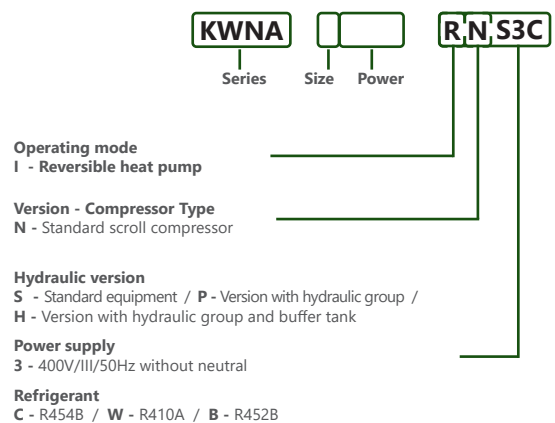 KWNA RNS3C
Series Size Power
Operating mode
I - Reversible heat pump
Version - Compressor Type
N - Standard scroll compressor
Hydraulic version
S - Standard equipment / P - Version with hydraulic group /
H - Version with hydraulic group and buffer tank
Power supply
3 - 400V/III/50Hz without neutral
Refrigerant
C - R454B / W - R410A / B - R452B